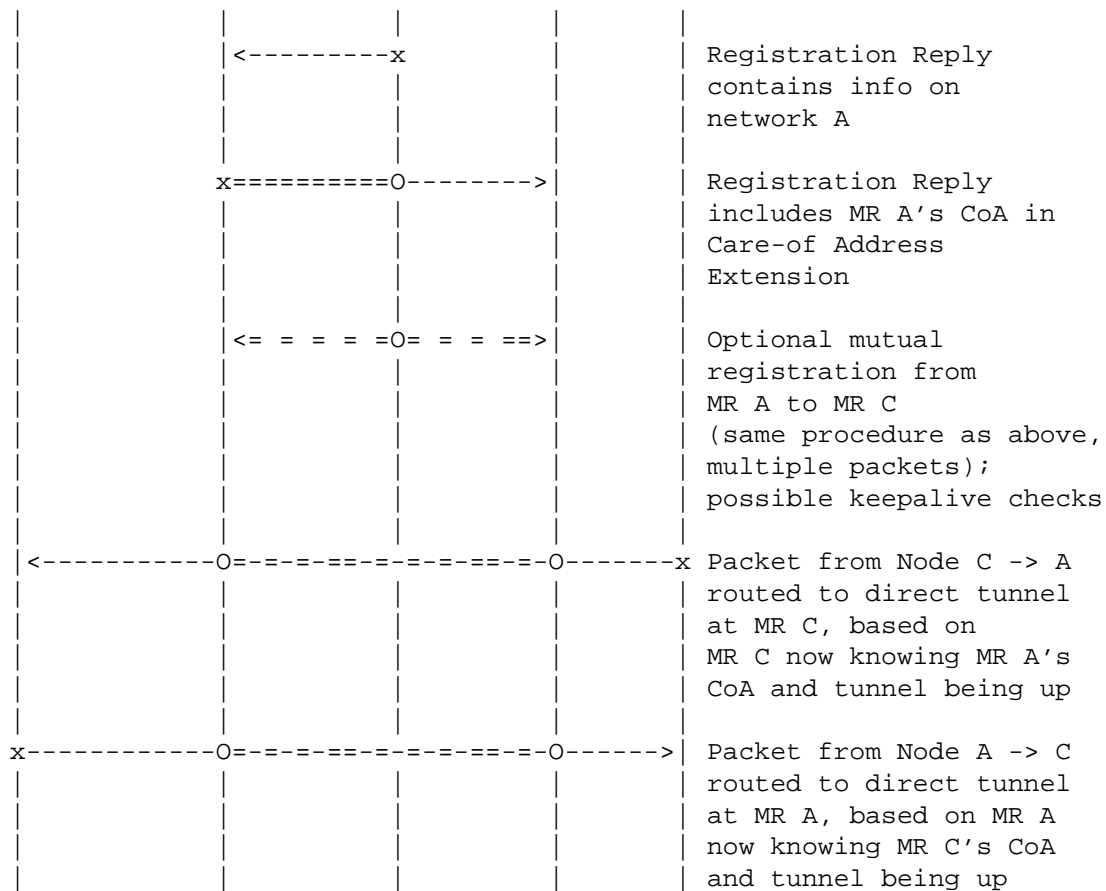 |             |          |         |       |
|             |<---------x         |       | Registration Reply
|             |          |         |       | contains info on
|             |          |         |       | network A
|             |          |         |       |
|             x==========O-------->|       | Registration Reply
|             |          |         |       | includes MR A's CoA in
|             |          |         |       | Care-of Address
|             |          |         |       | Extension
|             |          |         |       |
|             |<= = = = =O= = = ==>|       | Optional mutual
|             |          |         |       | registration from
|             |          |         |       | MR A to MR C
|             |          |         |       | (same procedure as above,
|             |          |         |       | multiple packets);
|             |          |         |       | possible keepalive checks
|             |          |         |       |
|<------------O=-=-==-=-=-==-=-O-------x Packet from Node C -> A
|             |          |         |       | routed to direct tunnel
|             |          |         |       | at MR C, based on
|             |          |         |       | MR C now knowing MR A's
|             |          |         |       | CoA and tunnel being up
|             |          |         |       |
x-------------O=-=-==-=-=-==-=-O------>| Packet from Node A -> C
|             |          |         |       | routed to direct tunnel
|             |          |         |       | at MR A, based on MR A
|             |          |         |       | now knowing MR C's CoA
|             |          |         |       | and tunnel being up